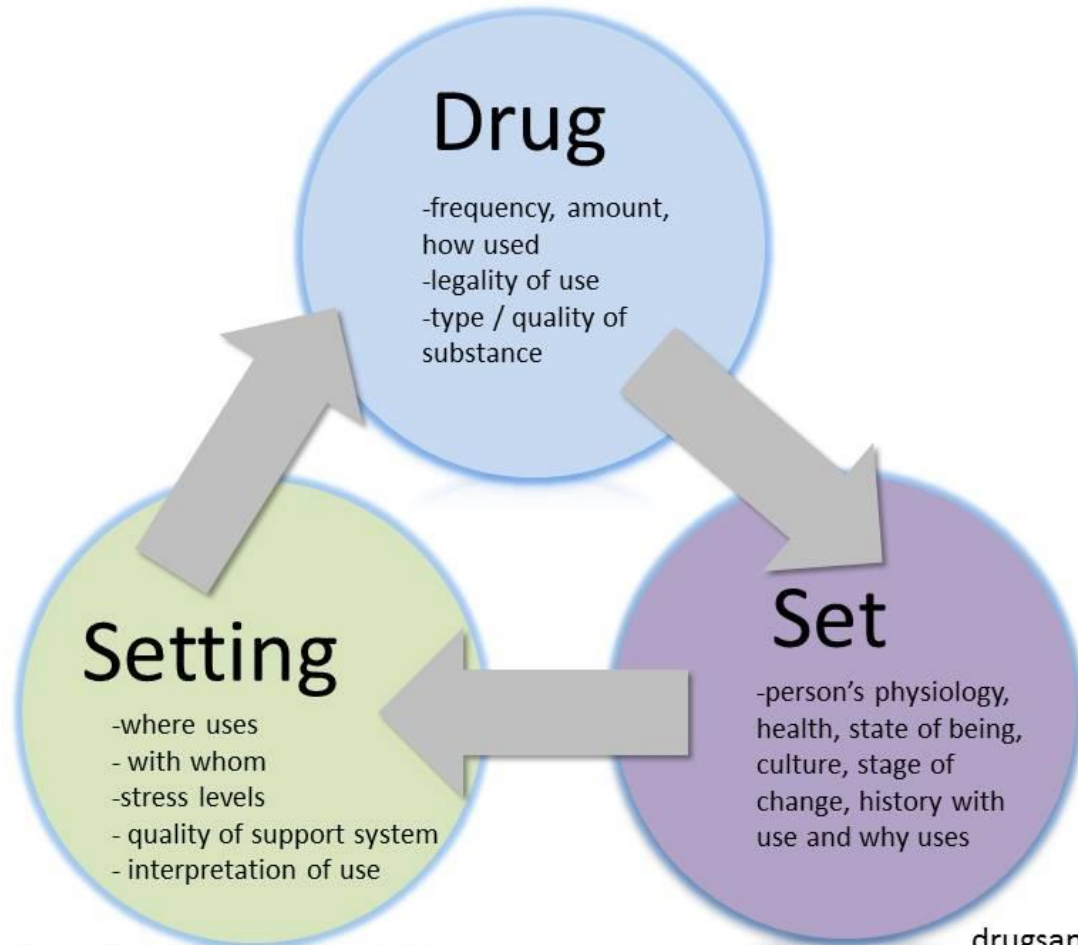 Drug
-frequency, amount,
how used
-legality of use
-type / quality of
substance
Setting
-where uses
- with whom
-stress levels
- quality of support system
- interpretation of use
Set
-person's physiology,
health, state of being,
culture, stage of
change, history with
use and why uses